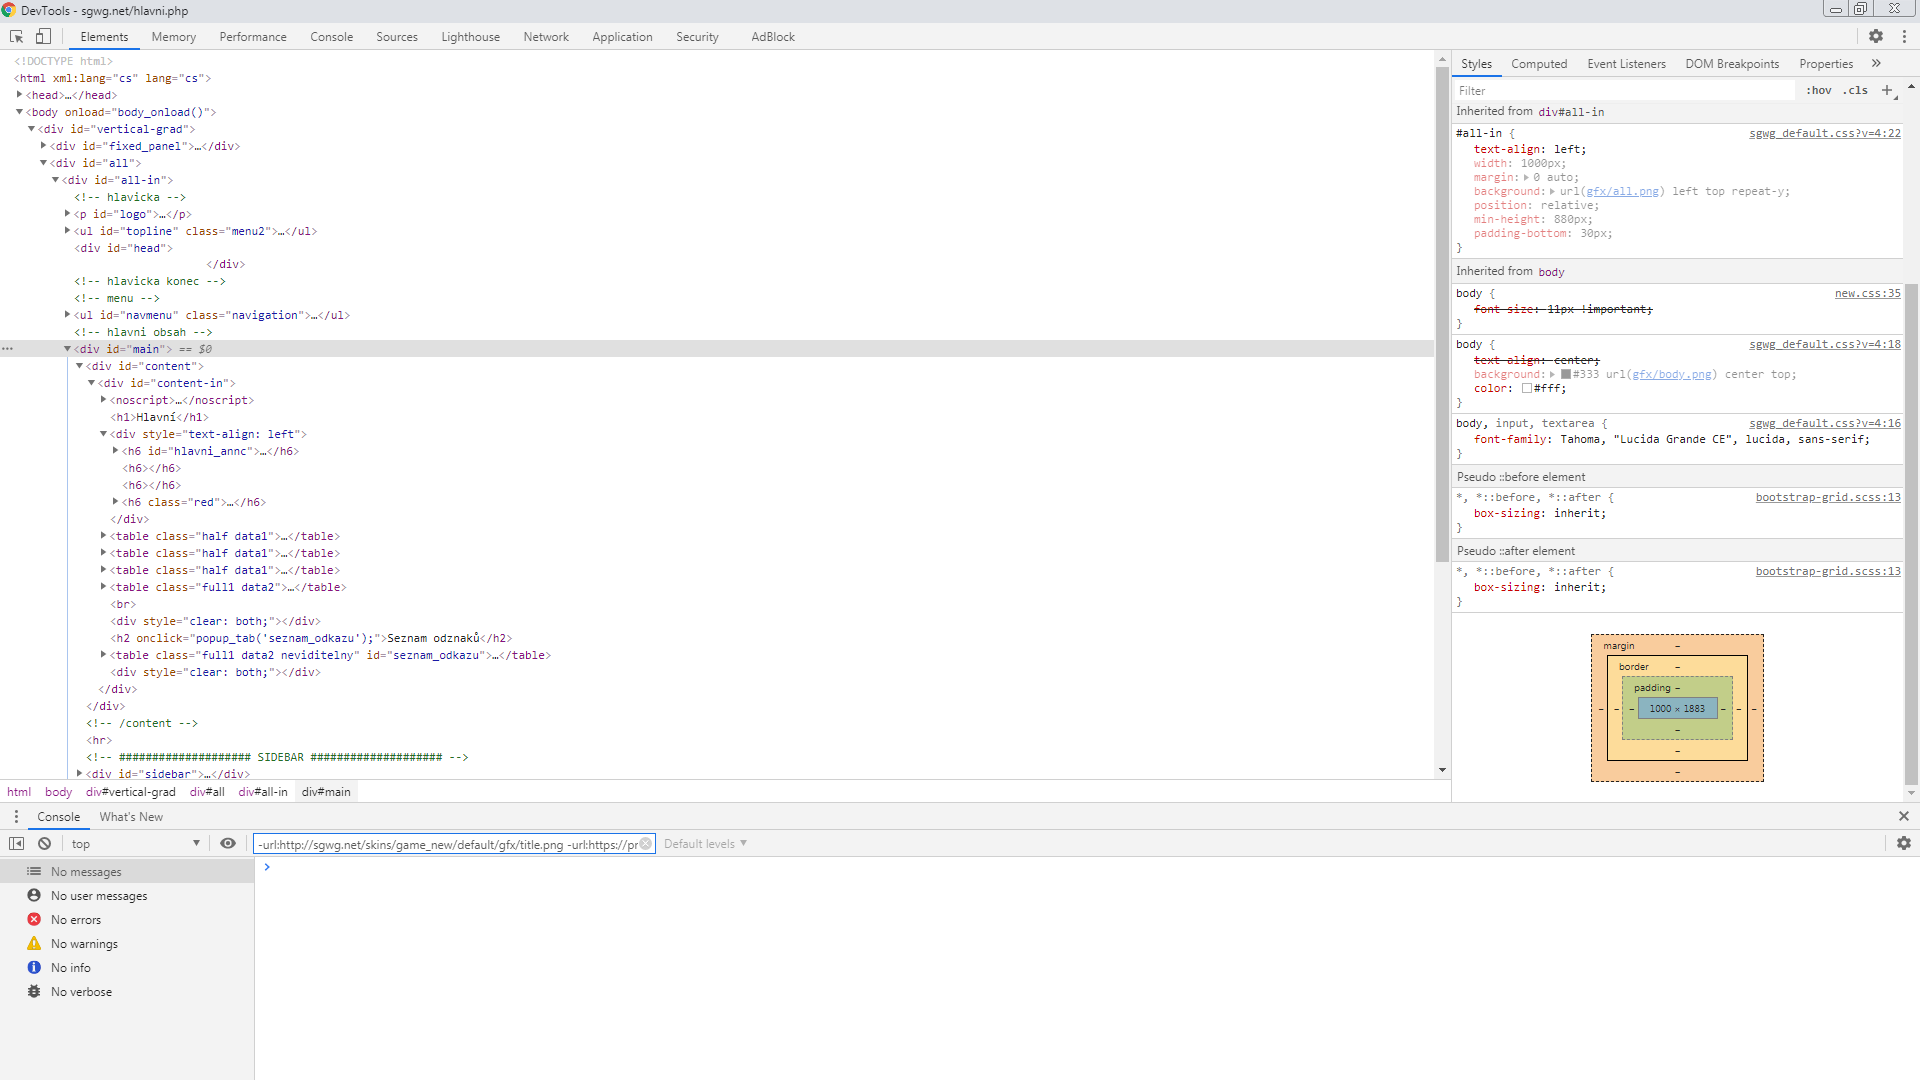 DevTools - sgwg.net/hlavni.php
Elements Memory Performance Console Sources Lighthouse Network Application Security AdBlock
<!DOCTYPE html>
<html xml:lang="cs" lang="cs">
<head>…</head>
<body onload="body_onload()">
<div id="vertical-grad">
<div id="fixed_panel">…</div>
<div id="all">
<div id="all-in">
<!-- hlavicka -->
<p id="logo">…</p>
<ul id="topline" class="menu2">…</ul>
<div id="head">
</div>
<!-- hlavicka konec -->
<!-- menu -->
<ul id="navmenu" class="navigation">…</ul>
<!-- hlavni obsah -->
… <div id="main"> == $0
<div id="content">
<div id="content-in">
<noscript>…</noscript>
<h1>Hlavní</h1>
<div style="text-align: left">
<h6 id="hlavni_annc">…</h6>
<h6></h6>
<h6></h6>
<h6 class="red">…</h6>
</div>
<table class="half data1">…</table>
<table class="half data1">…</table>
<table class="half data1">…</table>
<table class="full1 data2">…</table>
<br>
<div style="clear: both;"></div>
<h2 onclick="popup_tab('seznam_odkazu');">Seznam odznaků</h2>
<table class="full1 data2 neviditelny" id="seznam_odkazu">…</table>
<div style="clear: both;"></div>
</div>
</div>
<!-- /content -->
<hr>
<!-- #################### SIDEBAR #################### -->
<div id="sidebar">…</div>
html body div#vertical-grad div#all div#all-in div#main
Styles Computed Event Listeners DOM Breakpoints Properties »
Filter :hov .cls +
Inherited from div#all-in
#all-in { sgwg_default.css?v=4:22
text-align: left;
width: 1000px;
margin: 0 auto;
background: url(gfx/all.png) left top repeat-y;
position: relative;
min-height: 880px;
padding-bottom: 30px;
}
Inherited from body
body { new.css:35
font-size: 11px !important;
}
body { sgwg_default.css?v=4:18
text-align: center;
background: #333 url(gfx/body.png) center top;
color: #fff;
}
body, input, textarea { sgwg_default.css?v=4:16
font-family: Tahoma, "Lucida Grande CE", lucida, sans-serif;
}
Pseudo ::before element
*, *::before, *::after { bootstrap-grid.scss:13
box-sizing: inherit;
}
Pseudo ::after element
*, *::before, *::after { bootstrap-grid.scss:13
box-sizing: inherit;
}
margin –
border –
padding –
– – – 1000 × 1883 – – –
–
–
–
Console What's New
top -url:http://sgwg.net/skins/game_new/default/gfx/title.png -url:https://pr Default levels
No messages
No user messages
No errors
No warnings
No info
No verbose